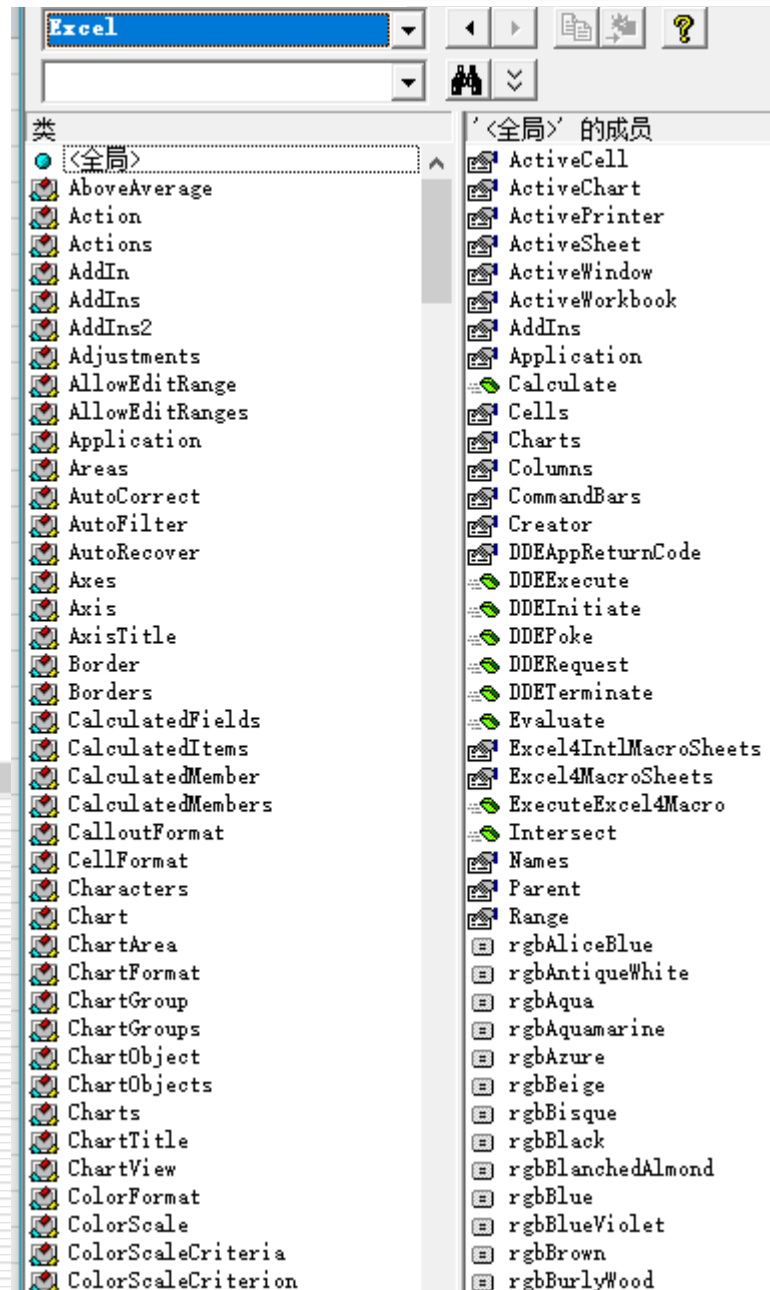 Excel
类
<全局>
AboveAverage
Action
Actions
AddIn
AddIns
AddIns2
Adjustments
AllowEditRange
AllowEditRanges
Application
Areas
AutoCorrect
AutoFilter
AutoRecover
Axes
Axis
AxisTitle
Border
Borders
CalculatedFields
CalculatedItems
CalculatedMember
CalculatedMembers
CalloutFormat
CellFormat
Characters
Chart
ChartArea
ChartFormat
ChartGroup
ChartGroups
ChartObject
ChartObjects
Charts
ChartTitle
ChartView
ColorFormat
ColorScale
ColorScaleCriteria
ColorScaleCriterion
'<全局>' 的成员
ActiveCell
ActiveChart
ActivePrinter
ActiveSheet
ActiveWindow
ActiveWorkbook
AddIns
Application
Calculate
Cells
Charts
Columns
CommandBars
Creator
DDEAppReturnCode
DDEExecute
DDEInitiate
DDEPoke
DDERequest
DDETerminate
Evaluate
Excel4IntlMacroSheets
Excel4MacroSheets
ExecuteExcel4Macro
Intersect
Names
Parent
Range
rgbAliceBlue
rgbAntiqueWhite
rgbAqua
rgbAquamarine
rgbAzure
rgbBeige
rgbBisque
rgbBlack
rgbBlanchedAlmond
rgbBlue
rgbBlueViolet
rgbBrown
rgbBurlyWood